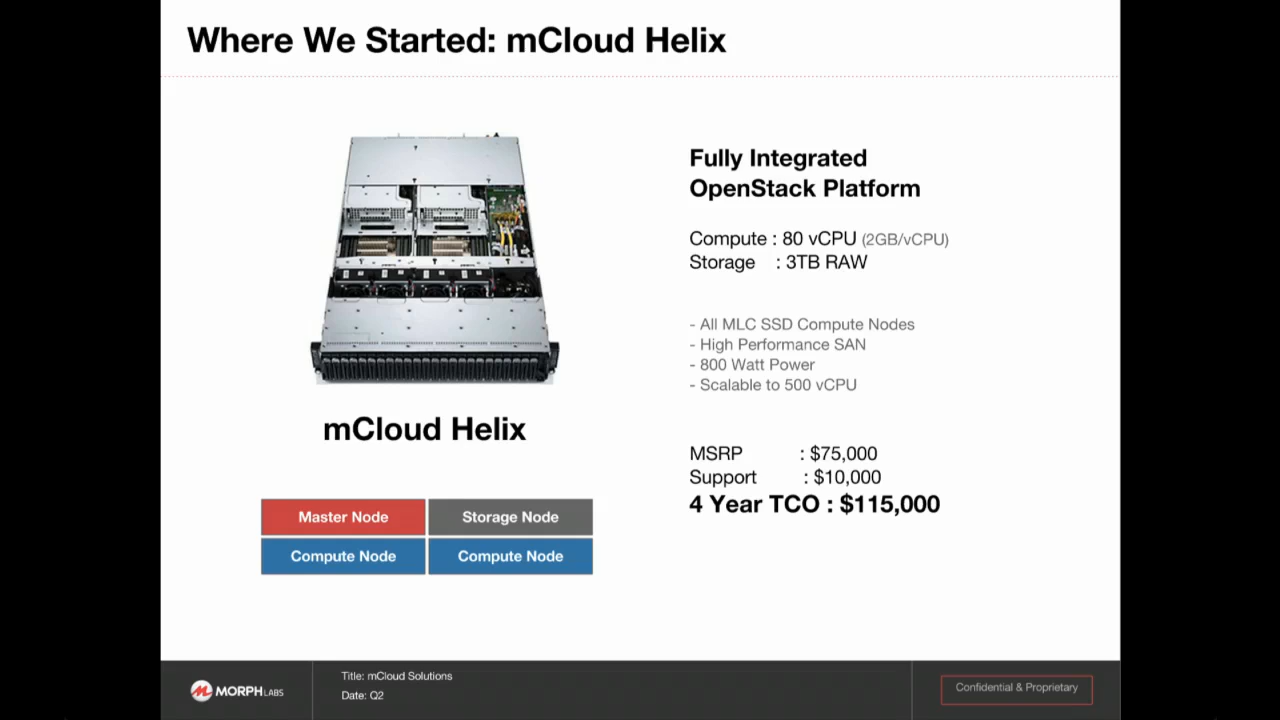 Where We Started: mCloud Helix
Fully Integrated
OpenStack Platform
Compute : 80 vCPU (2GB/vCPU)
Storage : 3TB RAW
- All MLC SSD Compute Nodes
- High Performance SAN
- 800 Watt Power
- Scalable to 500 vCPU
mCloud Helix
MSRP : $75,000
Support : $10,000
4 Year TCO : $115,000
Master Node
Storage Node
Compute Node
Compute Node
MORPH LABS
Title: mCloud Solutions
Date: Q2
Confidential & Proprietary